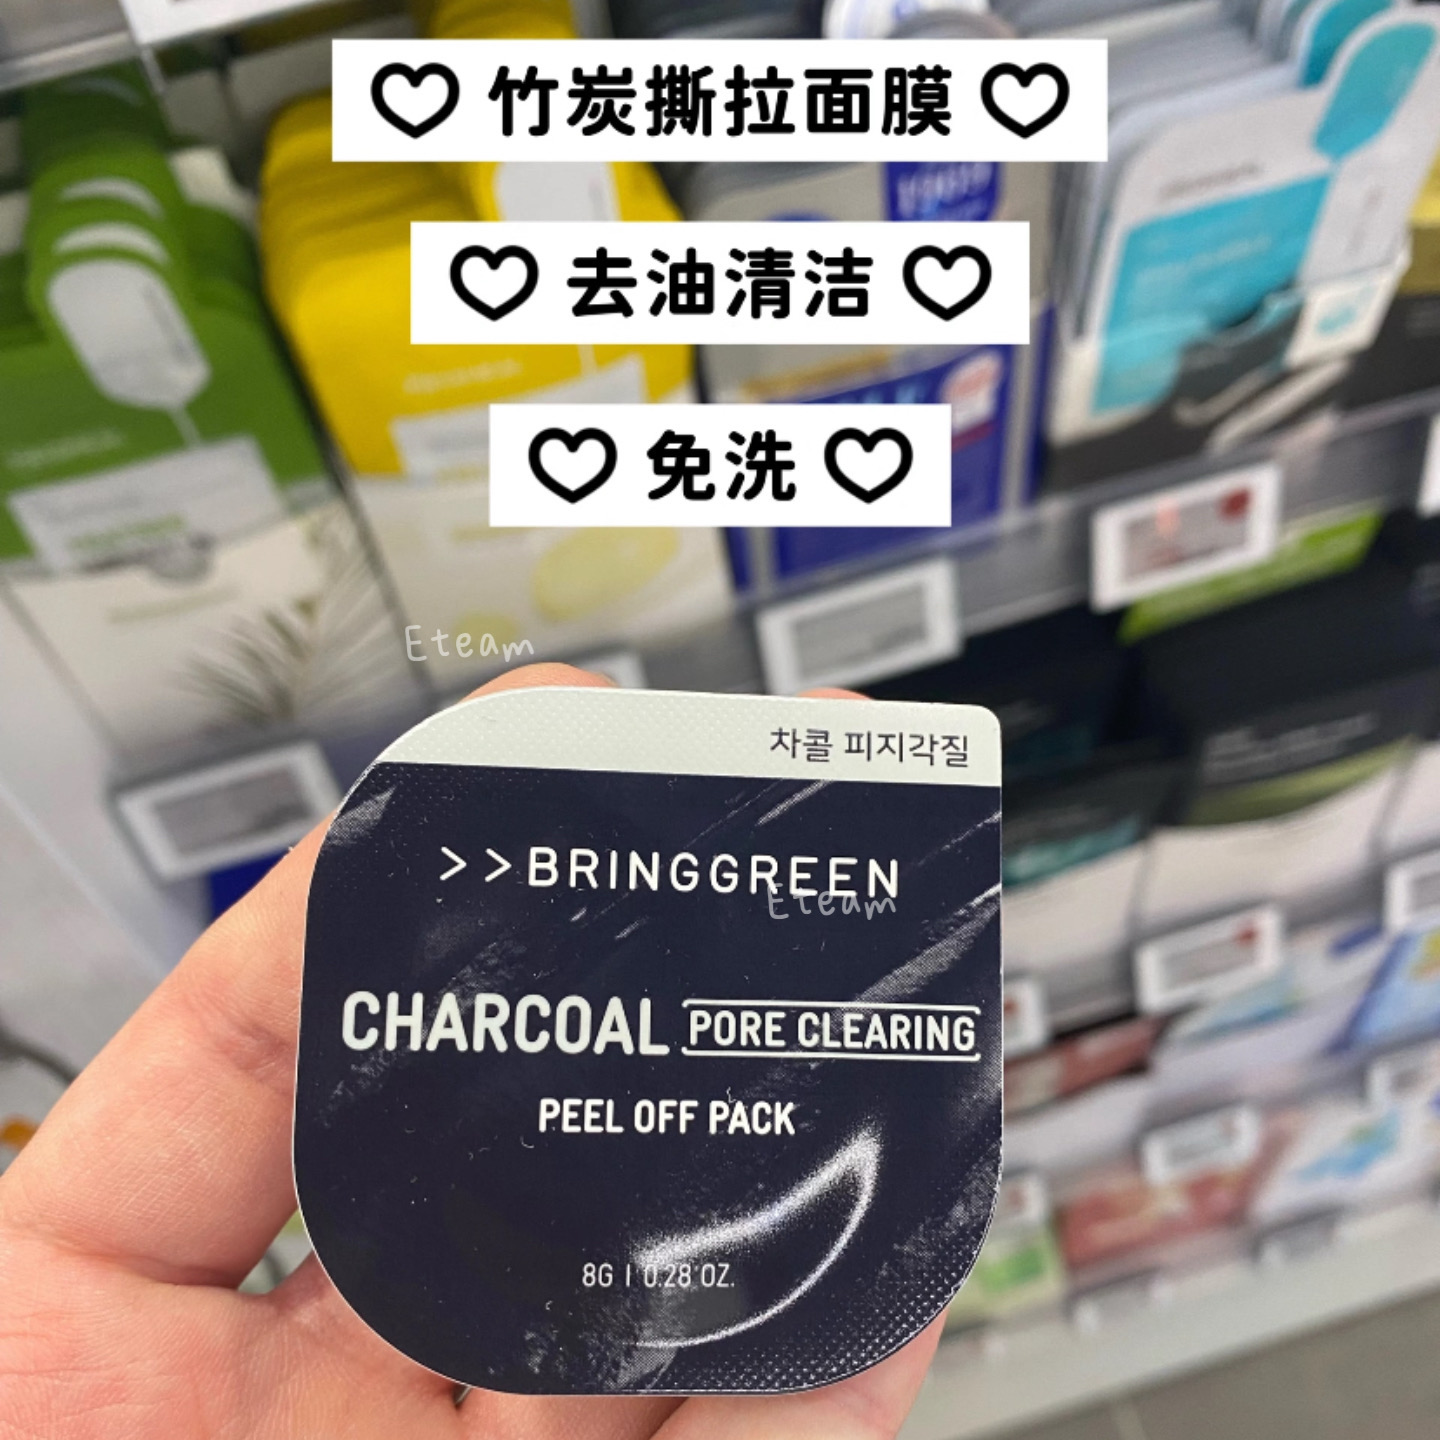 ♡ 竹炭撕拉面膜 ♡
♡ 去油清洁 ♡
♡ 免洗 ♡
Eteam
차콜 피지각질
>>BRINGGREEN
Eteam
CHARCOAL PORE CLEARING
PEEL OFF PACK
8G | 0.28 OZ.